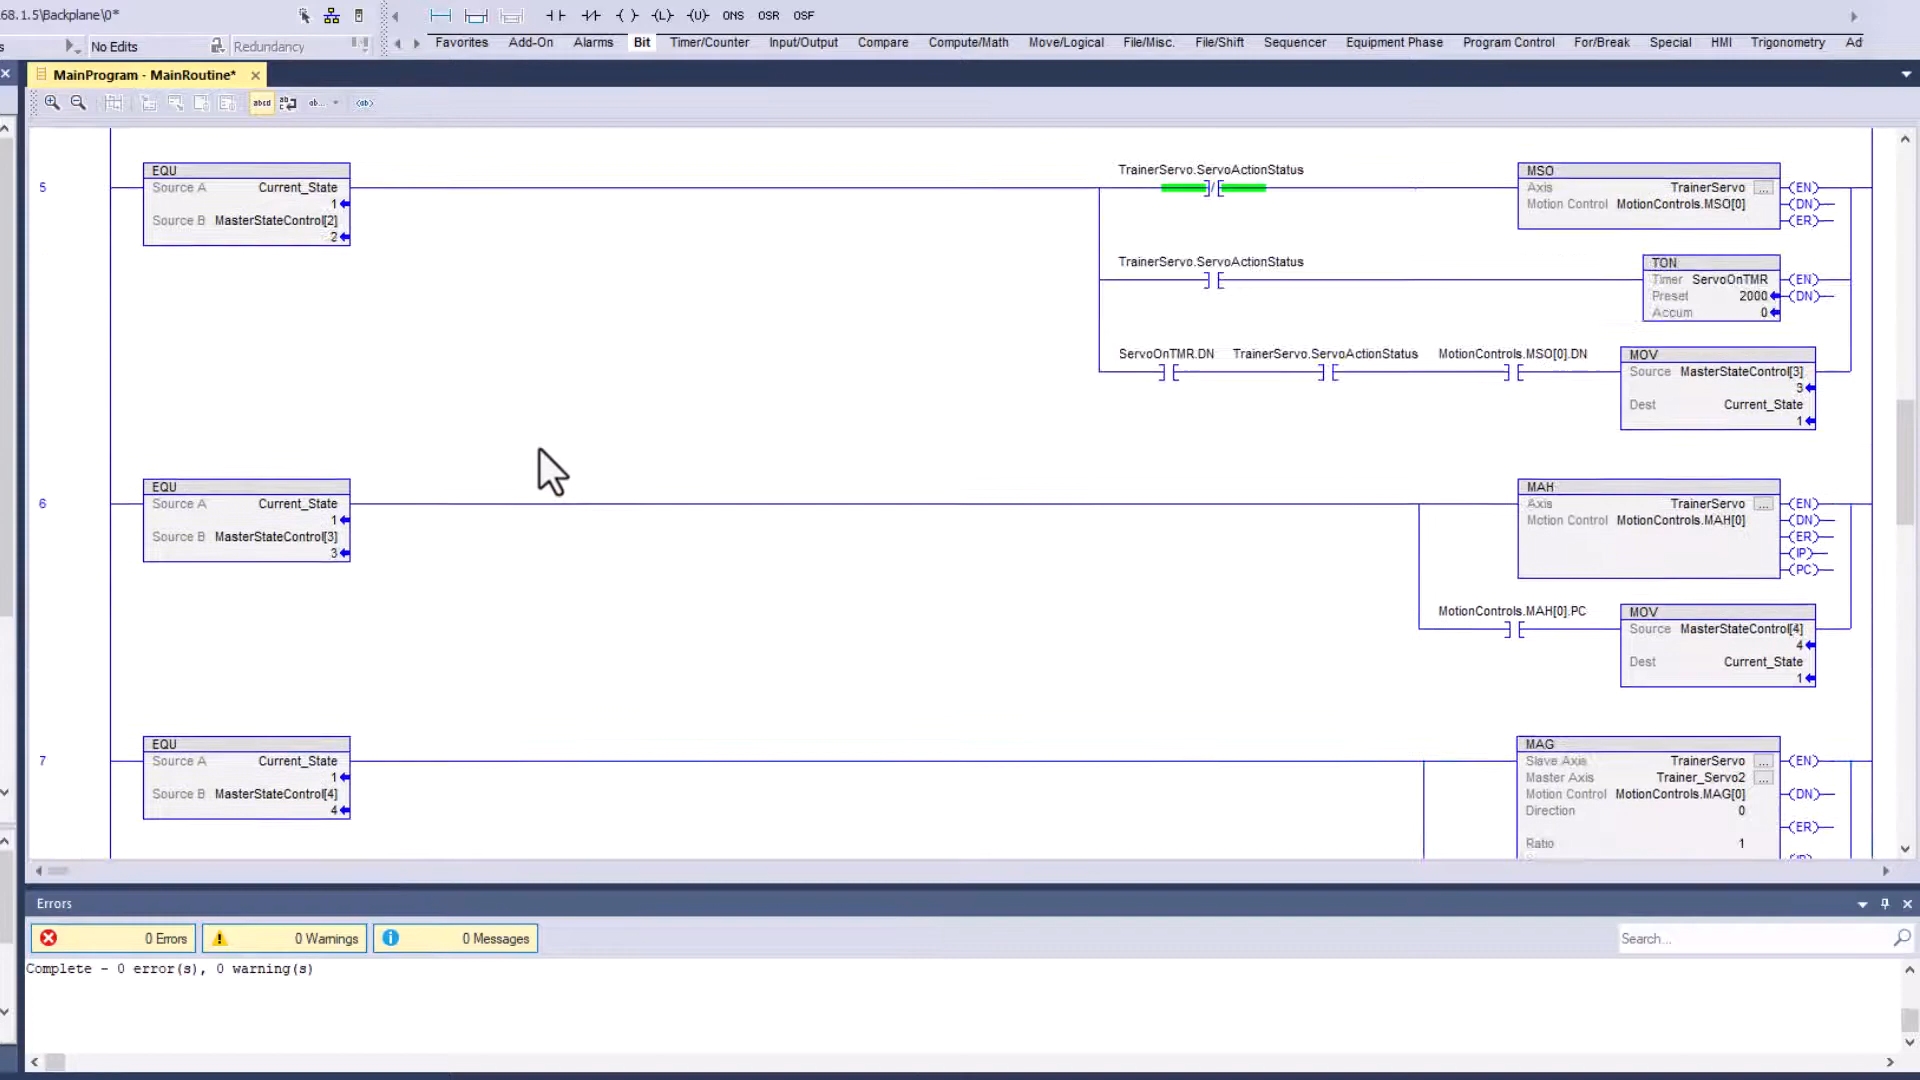 68.1.5\Backplane\0*
ONS OSR OSF
s No Edits Redundancy
Favorites Add-On Alarms Bit Timer/Counter Input/Output Compare Compute/Math Move/Logical File/Misc. File/Shift Sequencer Equipment Phase Program Control For/Break Special HMI Trigonometry Ad
MainProgram - MainRoutine*
5
EQU
Source A Current_State
1
Source B MasterStateControl[2]
2
TrainerServo.ServoActionStatus
MSO
Axis TrainerServo ... (EN)
Motion Control MotionControls.MSO[0] (DN)
(ER)
TrainerServo.ServoActionStatus
TON
Timer ServoOnTMR (EN)
Preset 2000 (DN)
Accum 0
ServoOnTMR.DN TrainerServo.ServoActionStatus MotionControls.MSO[0].DN
MOV
Source MasterStateControl[3]
3
Dest Current_State
1
6
EQU
Source A Current_State
1
Source B MasterStateControl[3]
3
MAH
Axis TrainerServo ... (EN)
Motion Control MotionControls.MAH[0] (DN)
(ER)
(IP)
(PC)
MotionControls.MAH[0].PC
MOV
Source MasterStateControl[4]
4
Dest Current_State
1
7
EQU
Source A Current_State
1
Source B MasterStateControl[4]
4
MAG
Slave Axis TrainerServo ... (EN)
Master Axis Trainer_Servo2 ...
Motion Control MotionControls.MAG[0] (DN)
Direction 0
(ER)
Ratio 1
Errors
0 Errors 0 Warnings 0 Messages Search...
Complete - 0 error(s), 0 warning(s)